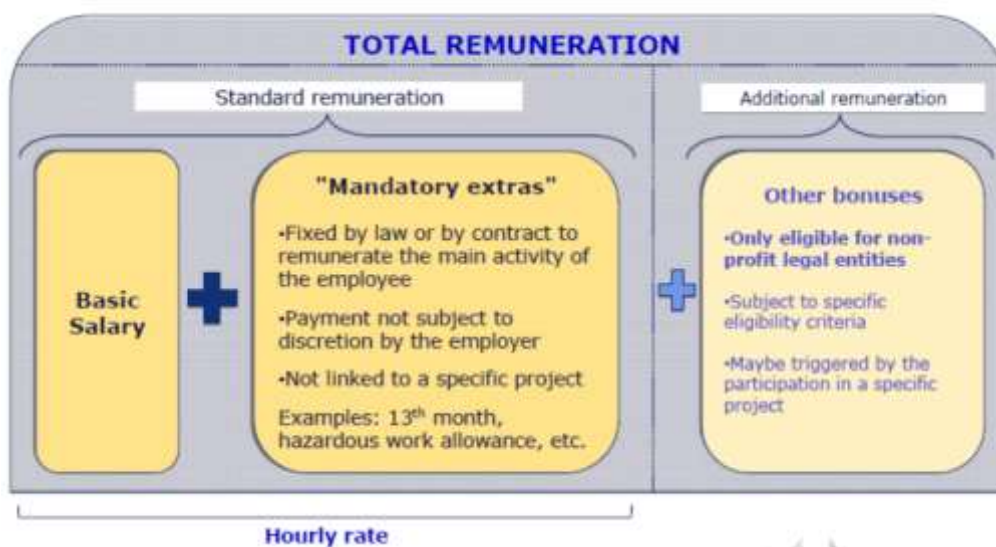 TOTAL REMUNERATION
Standard remuneration
Additional remuneration
Basic
Salary
"Mandatory extras"
•Fixed by law or by contract to
remunerate the main activity of
the employee
•Payment not subject to
discretion by the employer
•Not linked to a specific project
Examples: 13th month,
hazardous work allowance, etc.
Other bonuses
•Only eligible for non-
profit legal entities
•Subject to specific
eligibility criteria
•Maybe triggered by the
participation in a specific
project
Hourly rate